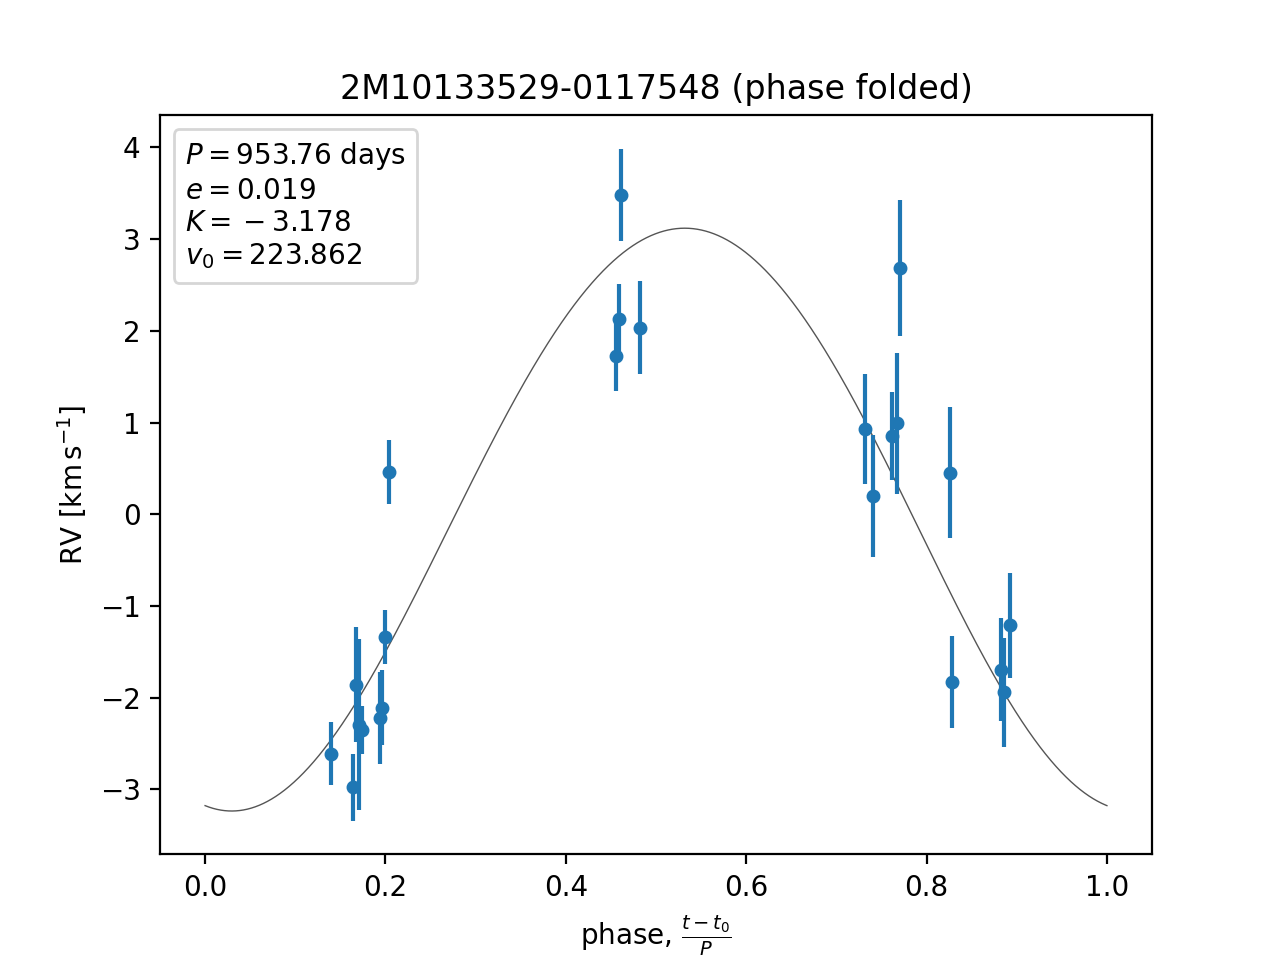 2M10133529-0117548 (phase folded)
P = 953.76 days
e = 0.019
K = −3.178
v₀ = 223.862
RV [km s⁻¹]
4
3
2
1
0
−1
−2
−3
0.0 0.2 0.4 0.6 0.8 1.0
phase, (t − t₀)/P